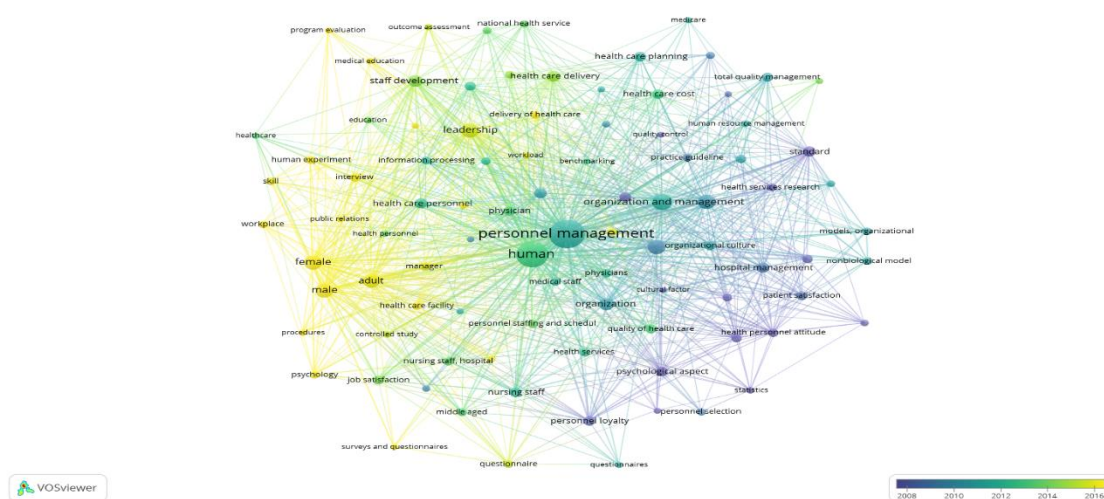 medicare
national health service
outcome assessment
program evaluation
health care planning
medical education
total quality management
health care delivery
staff development
health care cost
delivery of health care
education
human resource management
leadership
healthcare
quality control
standard
workload
practice guideline
human experiment
information processing
benchmarking
interview
skill
health services research
health care personnel
organization and management
physician
public relations
workplace
models, organizational
health personnel
personnel management
organizational culture
human
female
manager
nonbiological model
hospital management
physicians
adult
medical staff
male
cultural factor
patient satisfaction
health care facility
organization
personnel staffing and schedul
procedures
controlled study
quality of health care
health personnel attitude
health services
nursing staff, hospital
psychology
job satisfaction
psychological aspect
nursing staff
statistics
middle aged
personnel selection
personnel loyalty
surveys and questionnaires
questionnaire
questionnaires
VOSviewer
2008 2010 2012 2014 2016